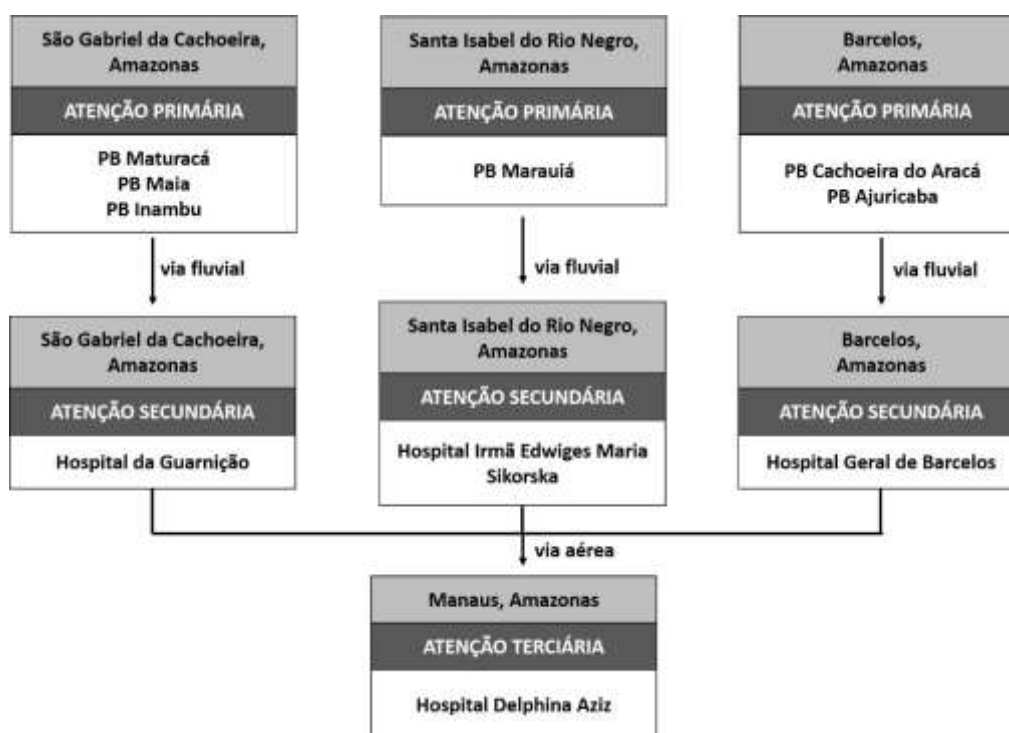 São Gabriel da Cachoeira,
Amazonas
ATENÇÃO PRIMÁRIA
PB Maturacá
PB Maia
PB Inambu
via fluvial
Santa Isabel do Rio Negro,
Amazonas
ATENÇÃO PRIMÁRIA
PB Marauiá
via fluvial
Barcelos,
Amazonas
ATENÇÃO PRIMÁRIA
PB Cachoeira do Aracá
PB Ajuricaba
via fluvial
São Gabriel da Cachoeira,
Amazonas
ATENÇÃO SECUNDÁRIA
Hospital da Guarnição
Santa Isabel do Rio Negro,
Amazonas
ATENÇÃO SECUNDÁRIA
Hospital Irmã Edwiges Maria
Sikorska
Barcelos,
Amazonas
ATENÇÃO SECUNDÁRIA
Hospital Geral de Barcelos
via aérea
Manaus, Amazonas
ATENÇÃO TERCIÁRIA
Hospital Delphina Aziz